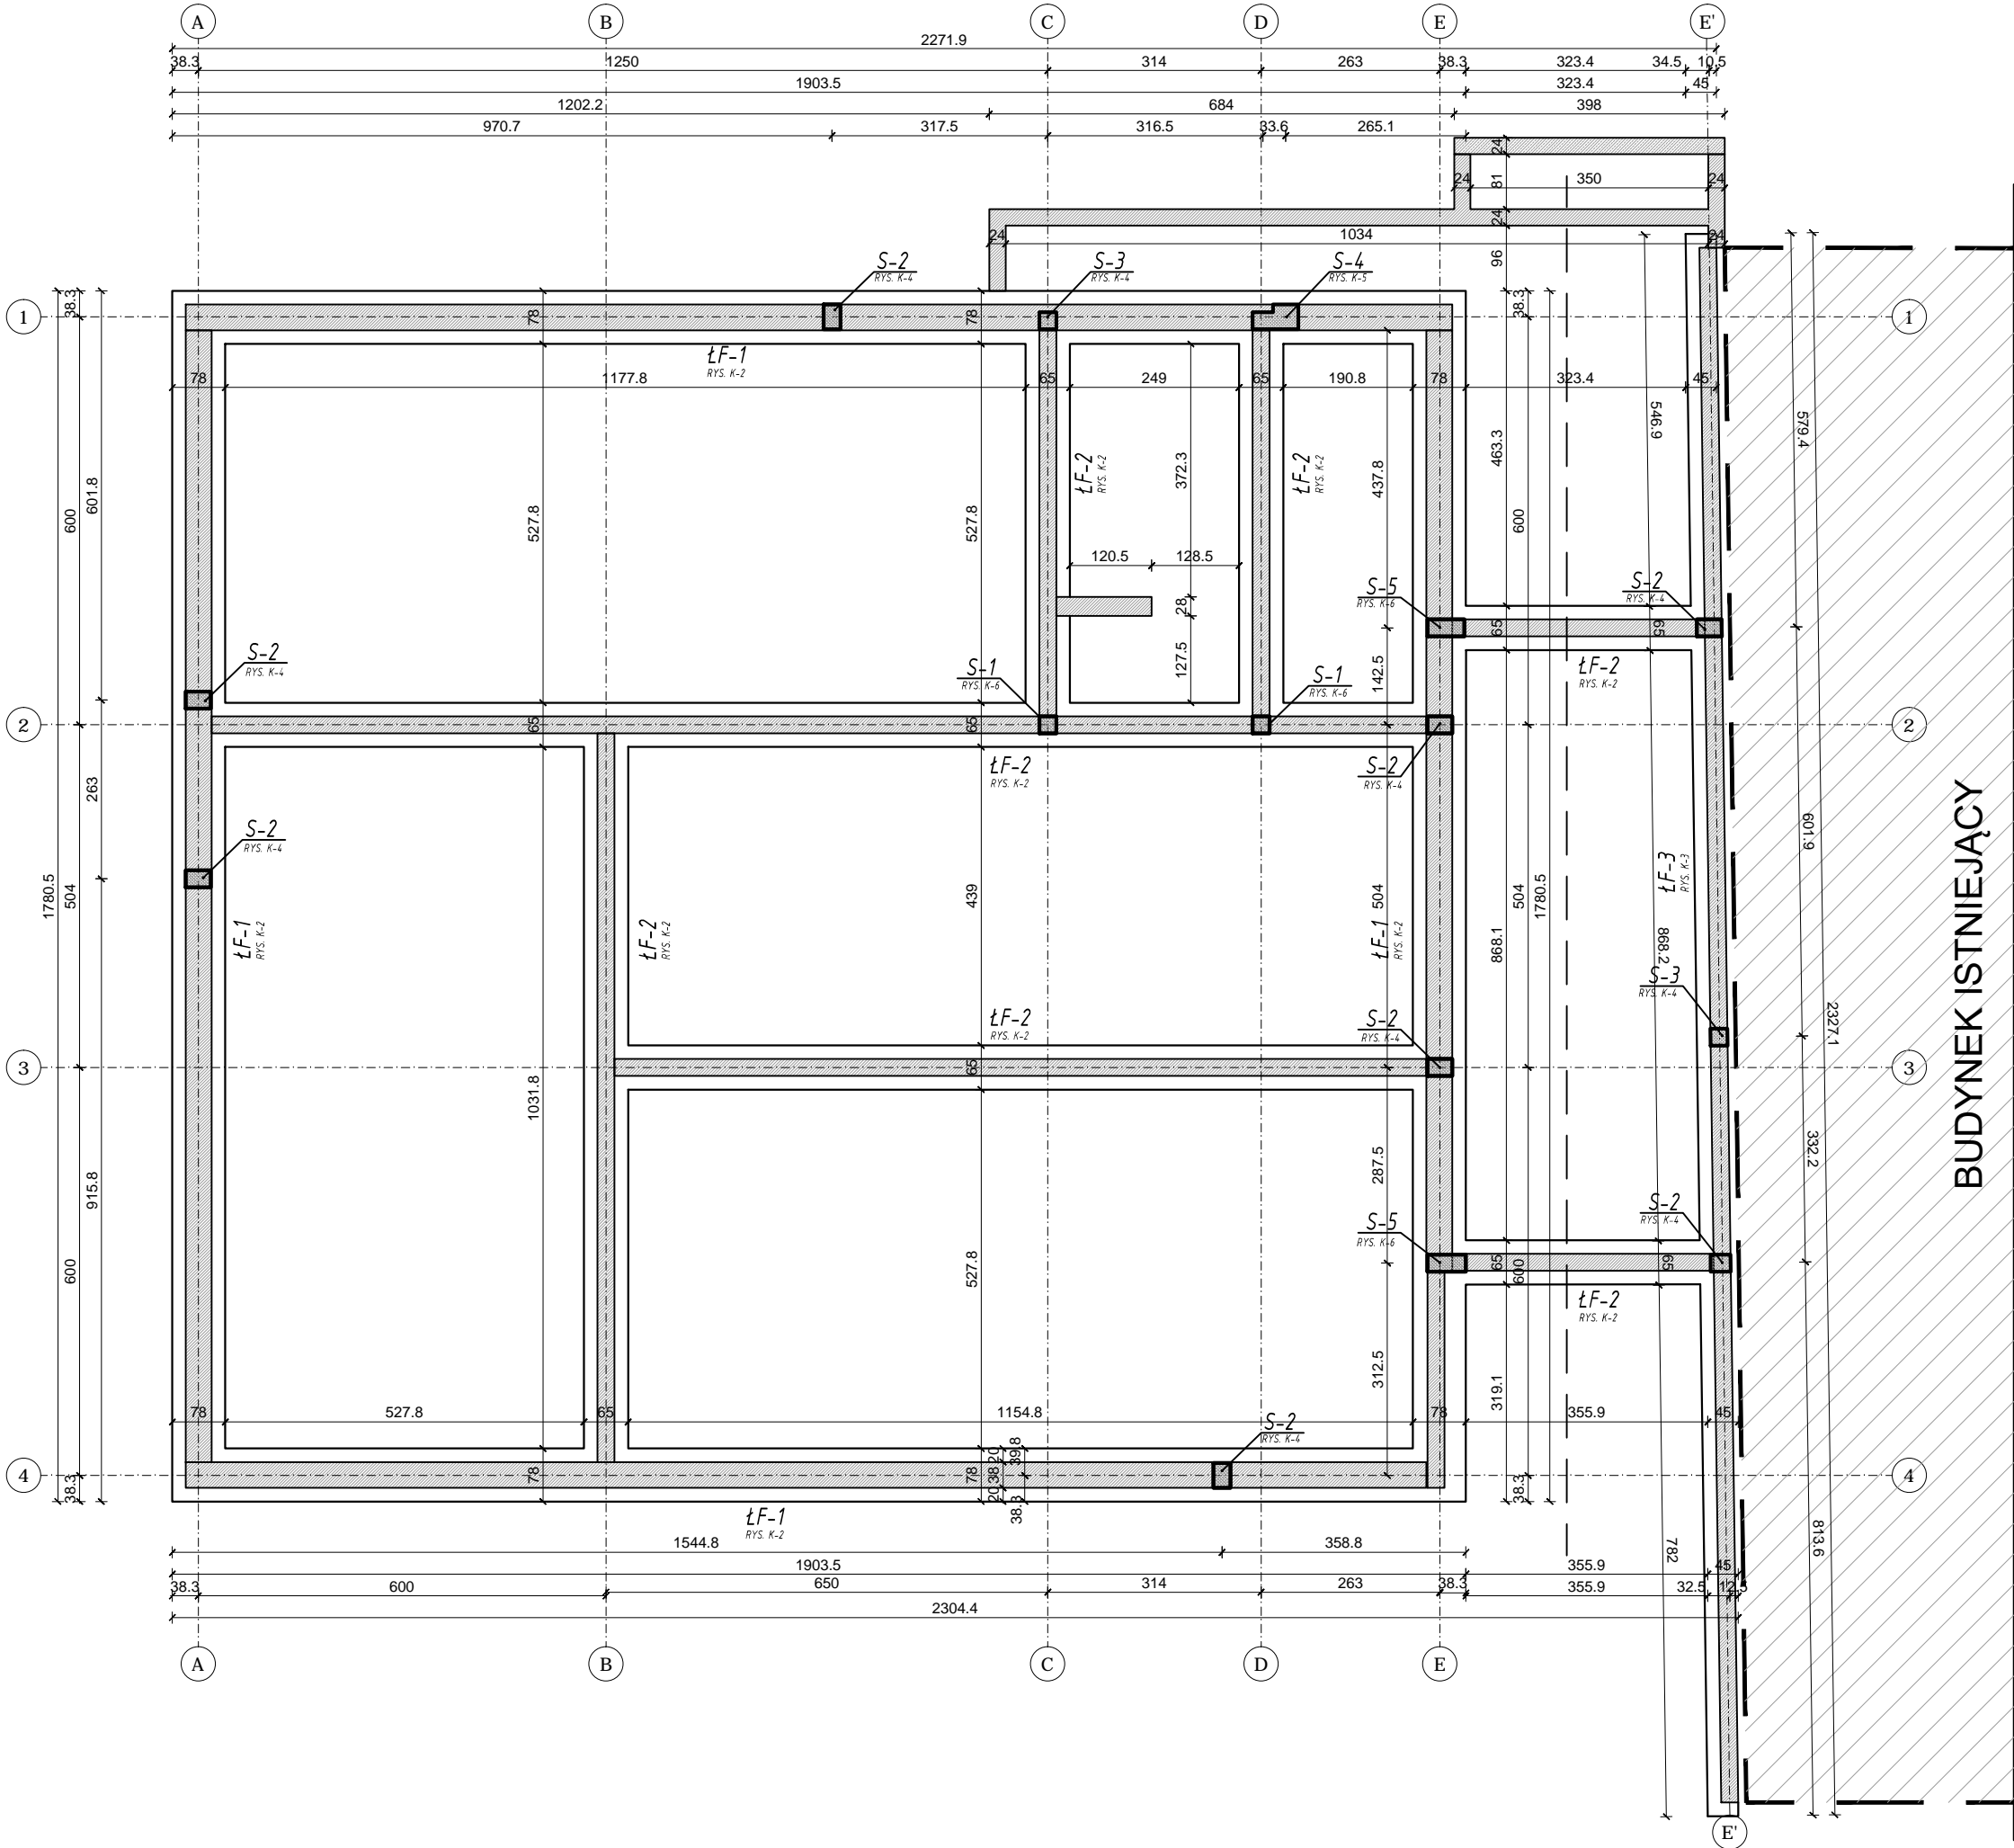 A B C D E E'
2271.9
38.3 1250 314 263 38.3 323.4 34.5 10.5
1903.5 323.4 45
1202.2 684 398
970.7 317.5 316.5 33.6 265.1
24
24 81 350 24
24
24 1034 24
96
S-2
RYS. K-4
S-3
RYS. K-4
S-4
RYS. K-5
1 38.3 78 78 38.3 1
ŁF-1
RYS. K-2
78 1177.8 65 249 65 190.8 78 323.4 45
546.9
579.4
601.8
600
527.8
527.8
ŁF-2
RYS. K-2
372.3
ŁF-2
RYS. K-2
437.8
463.3
600
120.5 128.5
28
127.5
S-5
RYS. K-6
S-2
RYS. K-4
65 65
142.5
ŁF-2
RYS. K-2
S-2
RYS. K-4
S-1
RYS. K-6
S-1
RYS. K-6
2 65 65 2
ŁF-2
RYS. K-2
S-2
RYS. K-4
263
S-2
RYS. K-4
1780.5
504
439
504
504
1780.5
601.9
ŁF-3
RYS. K-3
ŁF-1
RYS. K-2
ŁF-2
RYS. K-2
ŁF-1
RYS. K-2
868.1
868.2
BUDYNEK ISTNIEJĄCY
S-3
RYS. K-4
2327.1
ŁF-2
RYS. K-2
S-2
RYS. K-4
3 65 3
1031.8
915.8
332.2
287.5
S-5
RYS. K-6
S-2
RYS. K-4
600
527.8
65 600 65
ŁF-2
RYS. K-2
312.5
319.1
78 527.8 65 1154.8 78 355.9 45
S-2
RYS. K-4
39.8
20
4 38.3 78 78 38 38.3 4
20
38.3
ŁF-1
RYS. K-2
813.6
782
1544.8 358.8
1903.5 355.9 45
38.3 600 650 314 263 38.3 355.9 32.5 12.5
2304.4
A B C D E
E'